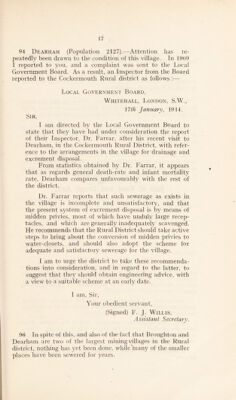 17
94 DEARHAM (Population 2127).—Attention has re-
peatedly been drawn to the condition of this village. In 1909
I reported to you, and a complaint was sent to the Local
Government Board. As a result, an Inspector from the Board
reported to the Cockermouth Rural district as follows :—
LOCAL GOVERNMENT BOARD,
WHITEHALL, LONDON, S.W.,
17th January, 1914.
SIR,
I am directed by the Local Government Board to
state that they have had under consideration the report
of their Inspector, Dr. Farrar, after his recent visit to
Dearham, in the Cockermouth Rural District, with refer-
ence to the arrangements in the village for drainage and
excrement disposal.
From statistics obtained by Dr. Farrar, it appears
that as regards general death-rate and infant mortality
rate, Dearham compares unfavourably with the rest of
the district.
Dr. Farrar reports that such sewerage as exists in
the village is incomplete and unsatisfactory, and that
the present system of excrement disposal is by means of
midden privies, most of which have unduly large recep-
tacles, and which are generally inadequately scavenged.
He recommends that the Rural District should take active
steps to bring about the conversion of midden privies to
water-closets, and should also adopt the scheme for
adequate and satisfactory sewerage for the village.
I am to urge the district to take these recommenda-
tions into consideration, and in regard to the latter, to
suggest that they should obtain engineering advice, with
a view to a suitable scheme at an early date.
I am, Sir,
Your obedient servant,
(Signed) F. J. WILLIS,
Assistant Secretary.
96 In spite of this, and also of the fact that Broughton and
Dearham are two of the largest mining villages in the Rural
district, nothing has yet been done, while many of the smaller
places have been sewered for years.